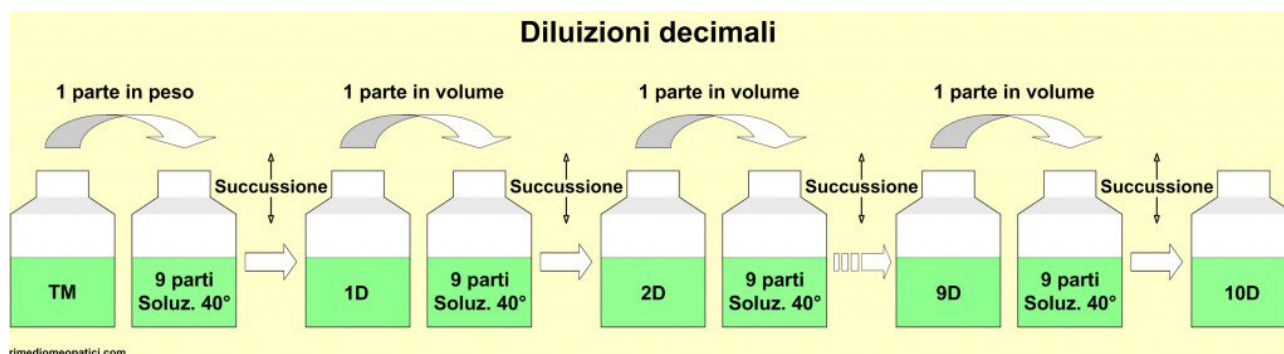 Diluizioni decimali
1 parte in peso
1 parte in volume
1 parte in volume
1 parte in volume
Succussione
Succussione
Succussione
Succussione
TM
9 parti
Soluz. 40°
1D
9 parti
Soluz. 40°
2D
9 parti
Soluz. 40°
9D
9 parti
Soluz. 40°
10D
rimediomeopatici.com